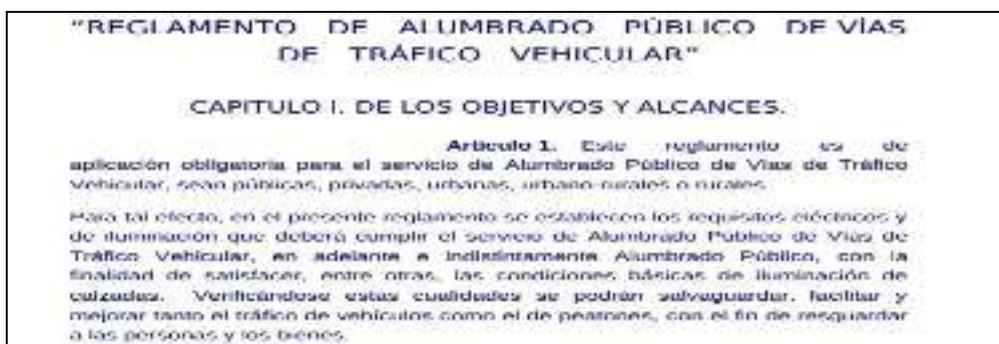 “REGLAMENTO DE ALUMBRADO PÚBLICO DE VÍAS
DE TRÁFICO VEHICULAR”
CAPITULO I. DE LOS OBJETIVOS Y ALCANCES.
Artículo 1. Este reglamento es de
aplicación obligatoria para el servicio de Alumbrado Público de Vías de Tráfico
Vehicular, sean públicas, privadas, urbanas, urbano-rurales o rurales.
Para tal efecto, en el presente reglamento se establecen los requisitos eléctricos y
de iluminación que deberá cumplir el servicio de Alumbrado Público de Vías de
Tráfico Vehicular, en adelante e indistintamente Alumbrado Público, con la
finalidad de satisfacer, entre otras, las condiciones básicas de iluminación de
calzadas. Verificándose estas cualidades se podrán salvaguardar, facilitar y
mejorar tanto el tráfico de vehículos como el de peatones, con el fin de resguardar
a las personas y los bienes.